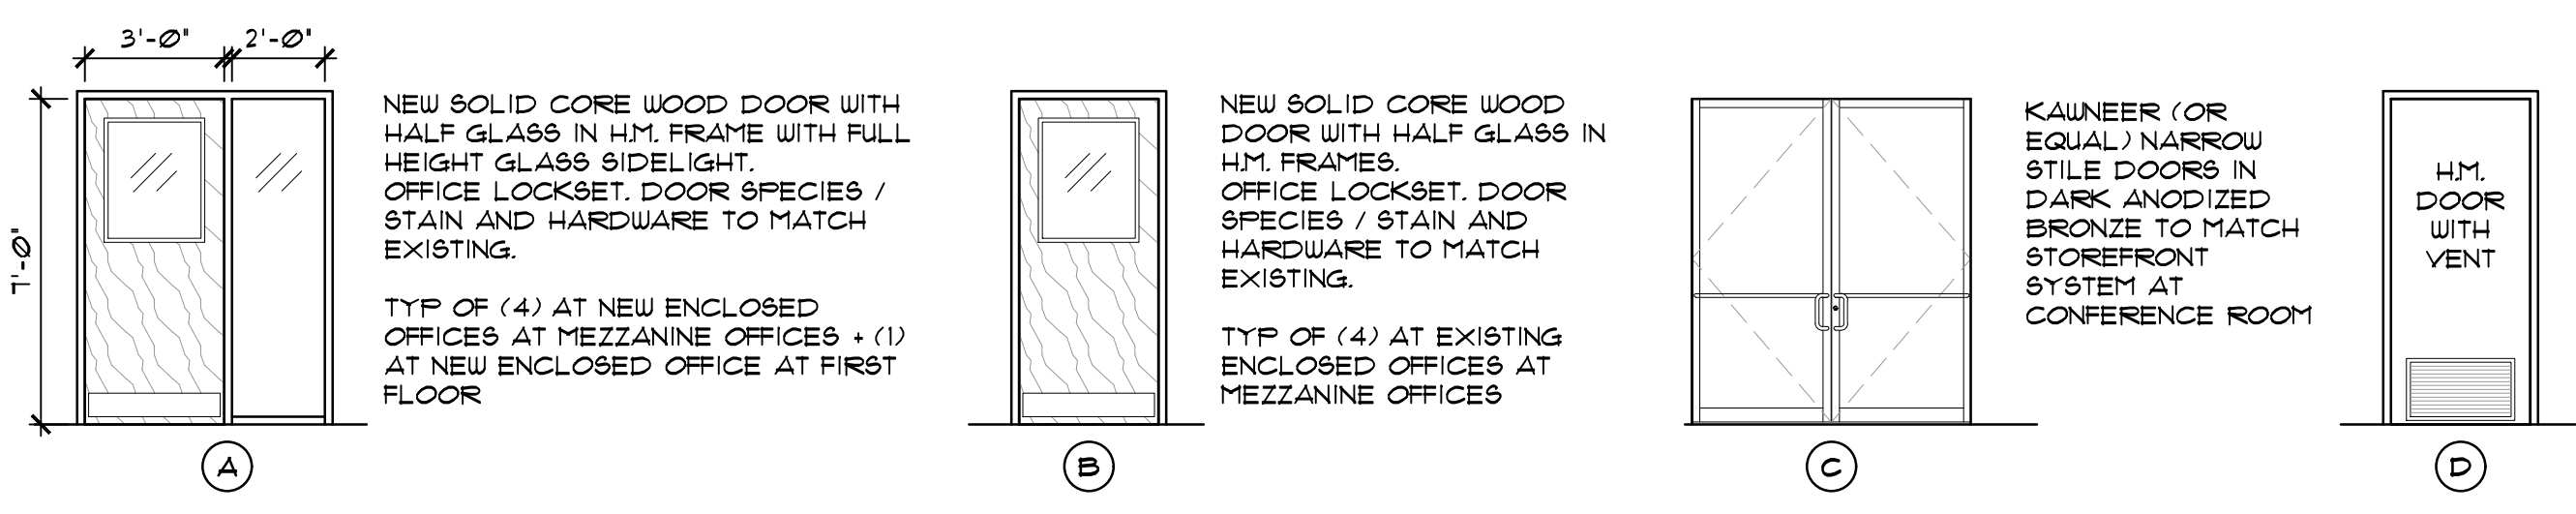 3'-0" 2'-0"
7'-0"
NEW SOLID CORE WOOD DOOR WITH
HALF GLASS IN H.M. FRAME WITH FULL
HEIGHT GLASS SIDELIGHT.
OFFICE LOCKSET. DOOR SPECIES /
STAIN AND HARDWARE TO MATCH
EXISTING.
TYP OF (4) AT NEW ENCLOSED
OFFICES AT MEZZANINE OFFICES + (1)
AT NEW ENCLOSED OFFICE AT FIRST
FLOOR
A
NEW SOLID CORE WOOD
DOOR WITH HALF GLASS IN
H.M. FRAMES.
OFFICE LOCKSET. DOOR
SPECIES / STAIN AND
HARDWARE TO MATCH
EXISTING.
TYP OF (4) AT EXISTING
ENCLOSED OFFICES AT
MEZZANINE OFFICES
B
KAWNEER (OR
EQUAL) NARROW
STILE DOORS IN
DARK ANODIZED
BRONZE TO MATCH
STOREFRONT
SYSTEM AT
CONFERENCE ROOM
C
H.M.
DOOR
WITH
VENT
D